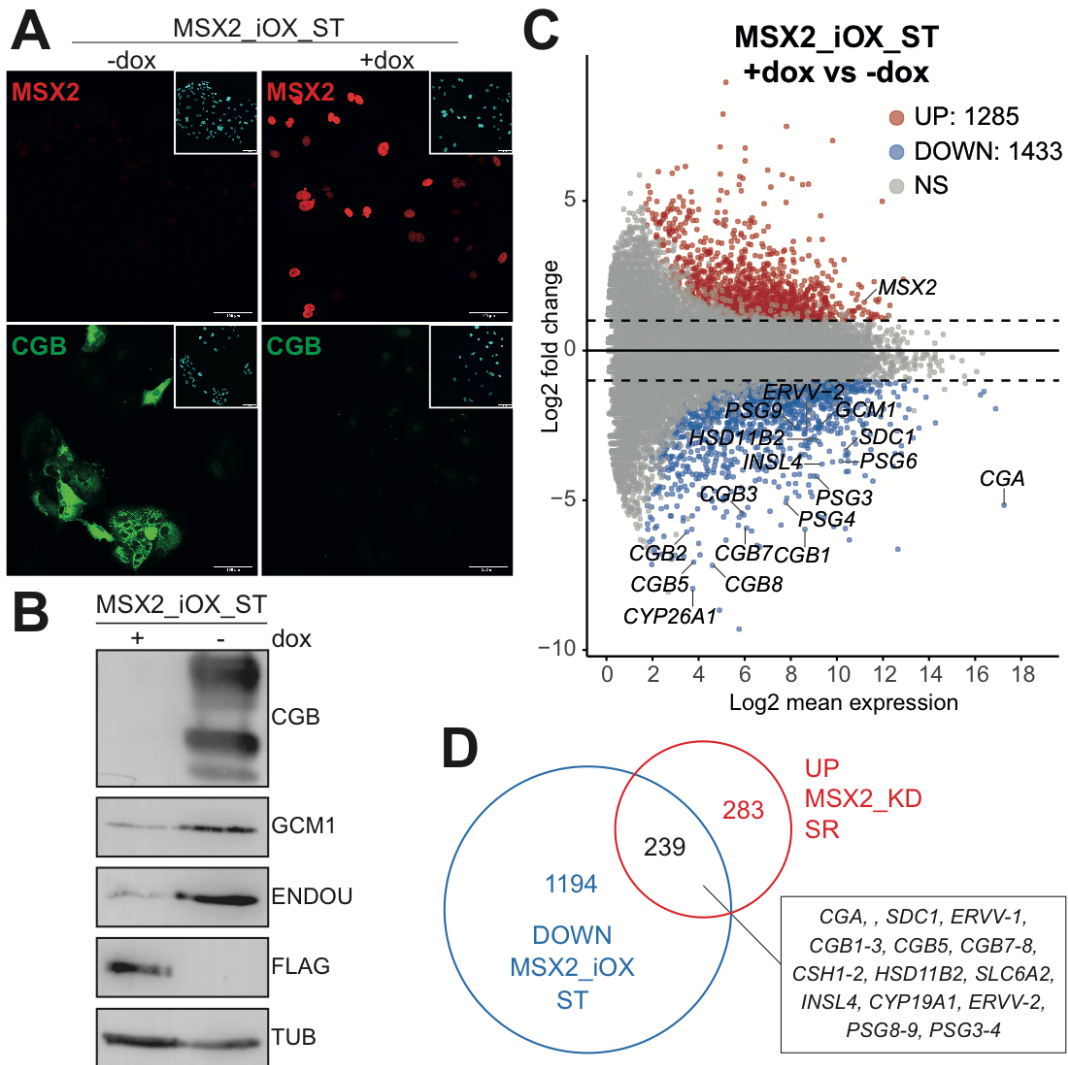 A
MSX2_iOX_ST
-dox
+dox
MSX2
MSX2
CGB
CGB
B
MSX2_iOX_ST
+
-
dox
CGB
GCM1
ENDOU
FLAG
TUB
C
MSX2_iOX_ST
+dox vs -dox
UP: 1285
DOWN: 1433
NS
Log2 fold change
5
0
−5
−10
MSX2
ERVV−2
PSG9
GCM1
HSD11B2
SDC1
INSL4
PSG6
CGA
CGB3
PSG3
PSG4
CGB2
CGB7
CGB1
CGB5
CGB8
CYP26A1
0 2 4 6 8 10 12 14 16 18
Log2 mean expression
D
UP
MSX2_KD
SR
283
239
1194
DOWN
MSX2_iOX
ST
CGA, , SDC1, ERVV-1,
CGB1-3, CGB5, CGB7-8,
CSH1-2, HSD11B2, SLC6A2,
INSL4, CYP19A1, ERVV-2,
PSG8-9, PSG3-4